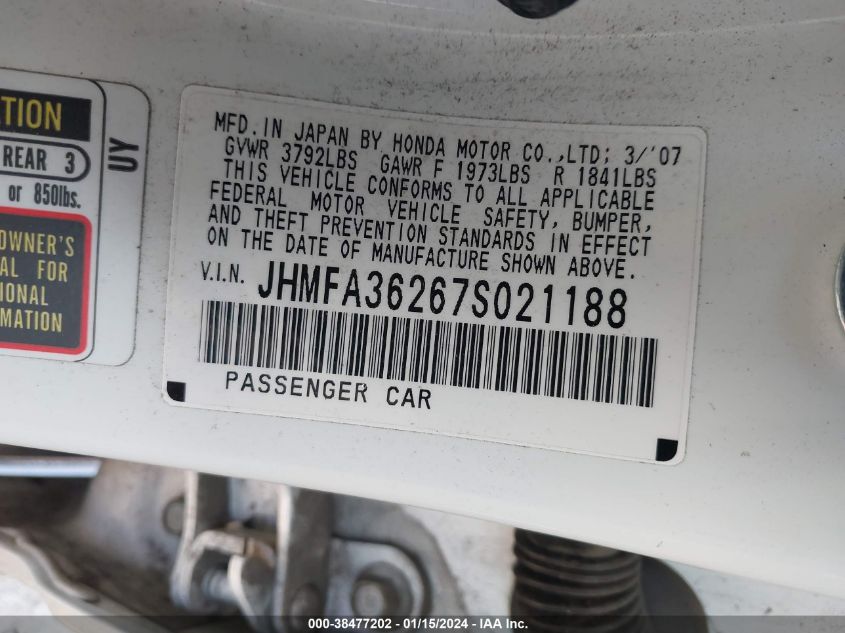 TION
REAR 3
or 850lbs.
OWNER'S
AL FOR
IONAL
MATION
UY
MFD. IN JAPAN BY HONDA MOTOR CO.,LTD; 3/'07
GVWR 3792LBS GAWR F 1973LBS R 1841LBS
THIS VEHICLE CONFORMS TO ALL APPLICABLE
FEDERAL MOTOR VEHICLE SAFETY, BUMPER,
AND THEFT PREVENTION STANDARDS IN EFFECT
ON THE DATE OF MANUFACTURE SHOWN ABOVE.
V.I.N. JHMFA36267S021188
PASSENGER CAR
000-38477202 - 01/15/2024 - 1.IAAI.COM